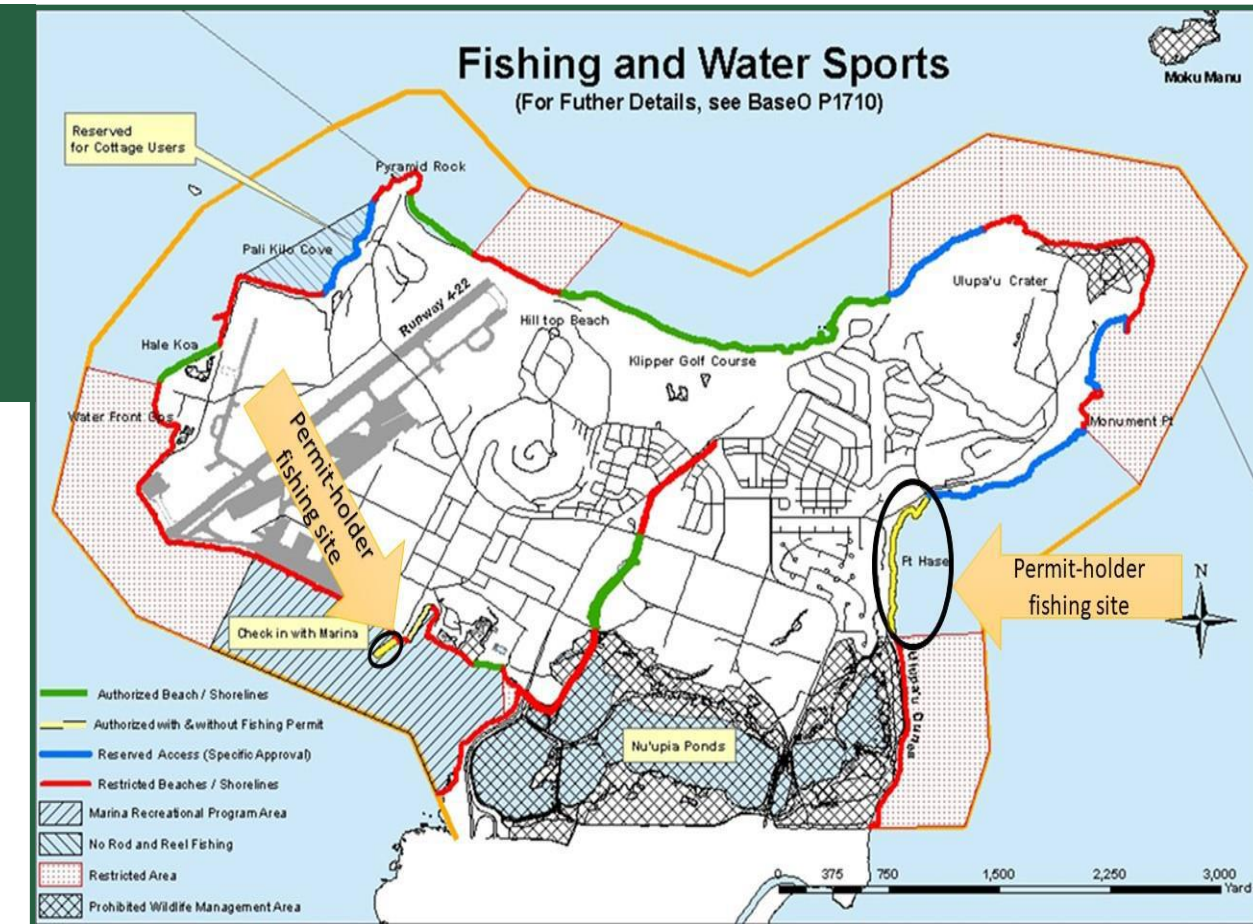 Fishing and Water Sports
(For Futher Details, see BaseO P1710)
Moku Manu
Reserved
for Cottage Users
Pyramid Rock
Pali Kilo Cove
Ulupa'u Crater
Runway 4-22
Hill top Beach
Klipper Golf Course
Hale Koa
Water Front Ops
Monument Pt
Permit-holder
fishing site
Pt Hase
Permit-holder
fishing site
N
Check in with Marina
Nu'upia Ponds
Authorized Beach / Shorelines
Authorized with & without Fishing Permit
Reserved Access (Specific Approval)
Restricted Beaches / Shorelines
Marina Recreational Program Area
No Rod and Reel Fishing
Restricted Area
Prohibited Wildlife Management Area
0 375 750 1,500 2,250 3,000
Yard